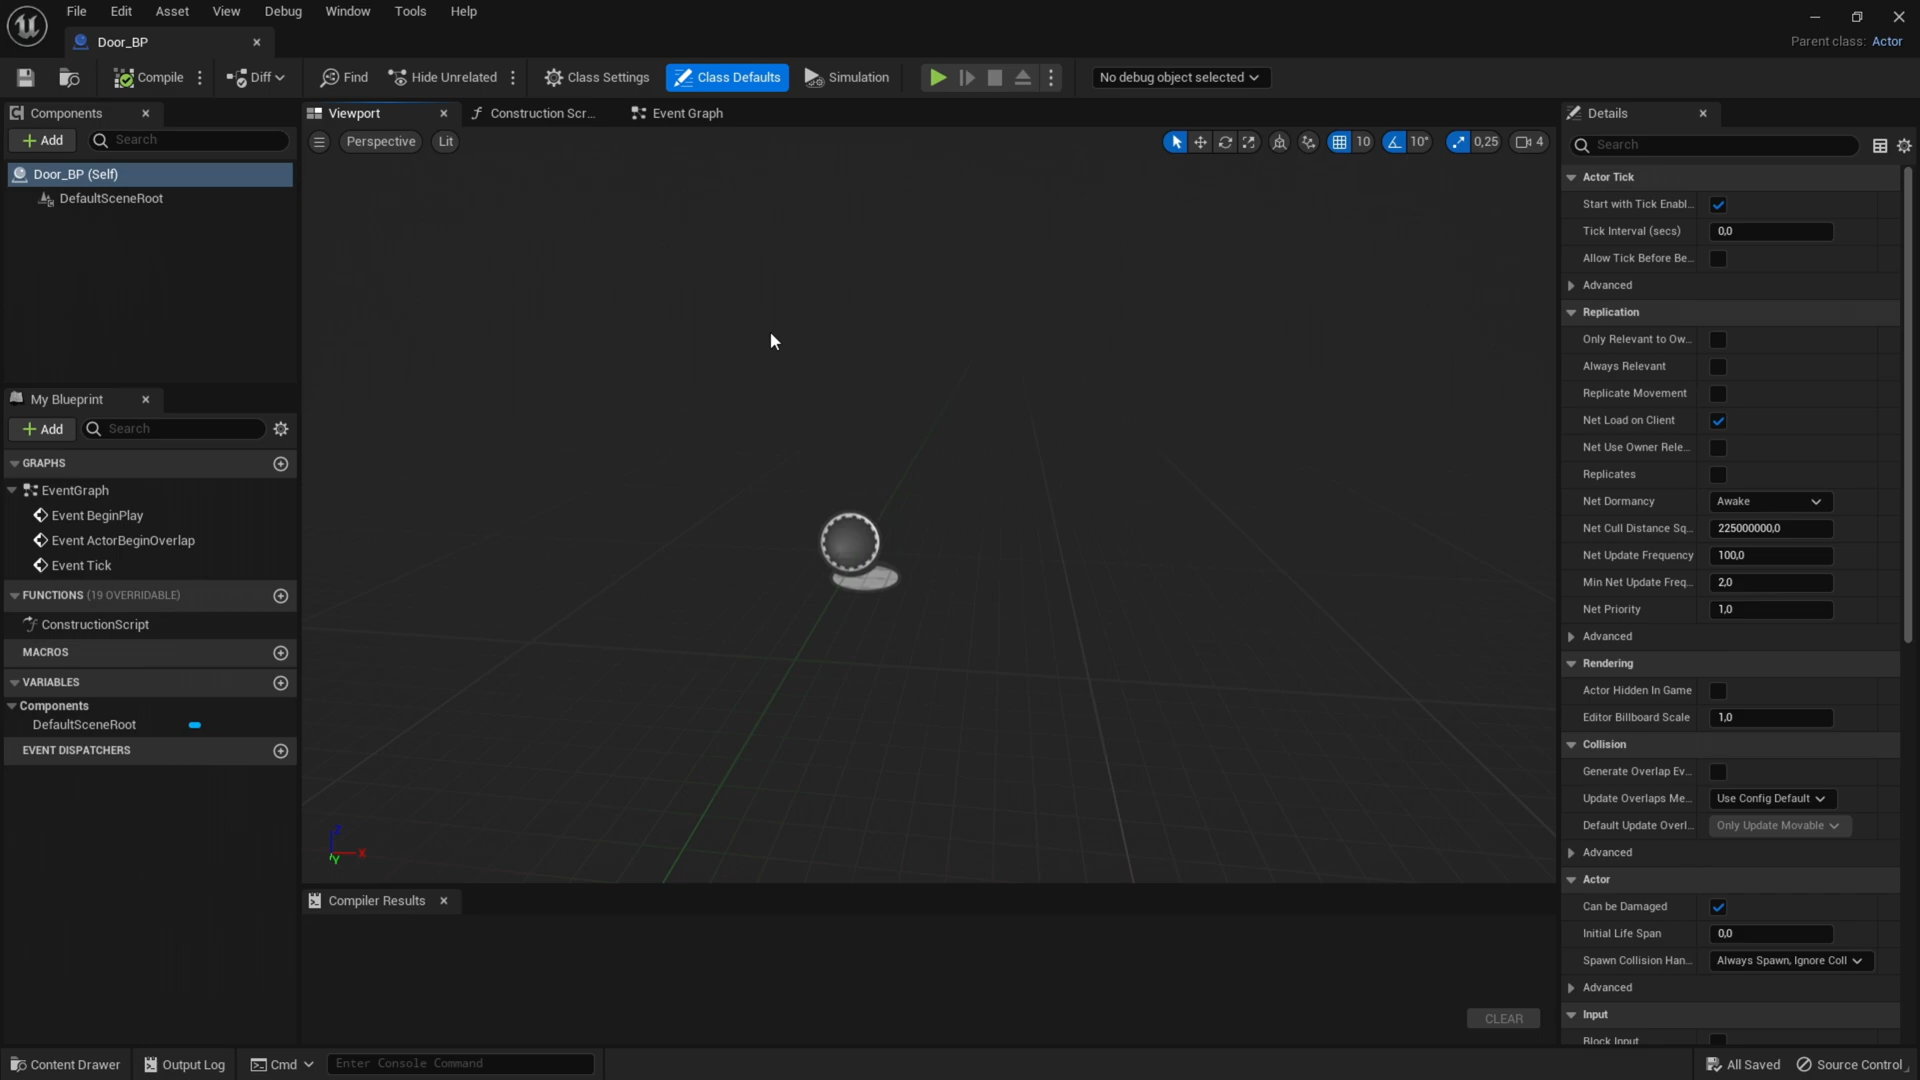 File Edit Asset View Debug Window Tools Help
Door_BP
Parent class: Actor
Compile Diff Find Hide Unrelated Class Settings Class Defaults Simulation No debug object selected
Components
Add Search
Door_BP (Self)
DefaultSceneRoot
My Blueprint
Add Search
GRAPHS
EventGraph
Event BeginPlay
Event ActorBeginOverlap
Event Tick
FUNCTIONS (19 OVERRIDABLE)
ConstructionScript
MACROS
VARIABLES
Components
DefaultSceneRoot
EVENT DISPATCHERS
Viewport Construction Scr... Event Graph
Perspective Lit 10 10° 0,25 4
Z
X
Y
Compiler Results
CLEAR
Details
Search
Actor Tick
Start with Tick Enabl...
Tick Interval (secs) 0,0
Allow Tick Before Be...
Advanced
Replication
Only Relevant to Ow...
Always Relevant
Replicate Movement
Net Load on Client
Net Use Owner Rele...
Replicates
Net Dormancy Awake
Net Cull Distance Sq... 225000000,0
Net Update Frequency 100,0
Min Net Update Freq... 2,0
Net Priority 1,0
Advanced
Rendering
Actor Hidden In Game
Editor Billboard Scale 1,0
Collision
Generate Overlap Ev...
Update Overlaps Me... Use Config Default
Default Update Overl... Only Update Movable
Advanced
Actor
Can be Damaged
Initial Life Span 0,0
Spawn Collision Han... Always Spawn, Ignore Coll
Advanced
Input
Block Input
Content Drawer Output Log Cmd Enter Console Command All Saved Source Control